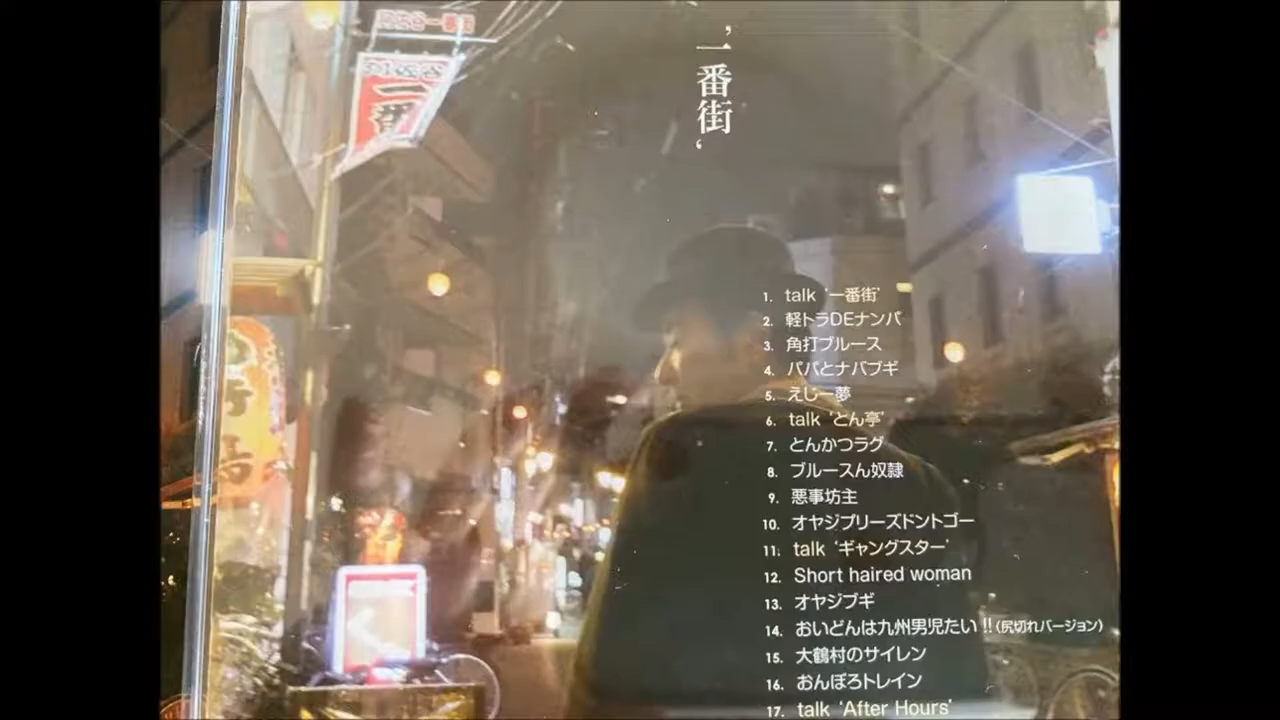 一番街
’一番街‘
1. talk ‘一番街’
2. 軽トラDEナンパ
3. 角打ブルース
4. パパとナバブギ
5. えじー夢
6. talk ‘とん亭’
7. とんかつラグ
8. ブルースん奴隷
9. 悪事坊主
10. オヤジプリーズドントゴー
11. talk ‘ギャングスター’
12. Short haired woman
13. オヤジブギ
14. おいどんは九州男児たい !! (尻切れバージョン)
15. 大鶴村のサイレン
16. おんぼろトレイン
17. talk ‘After Hours’